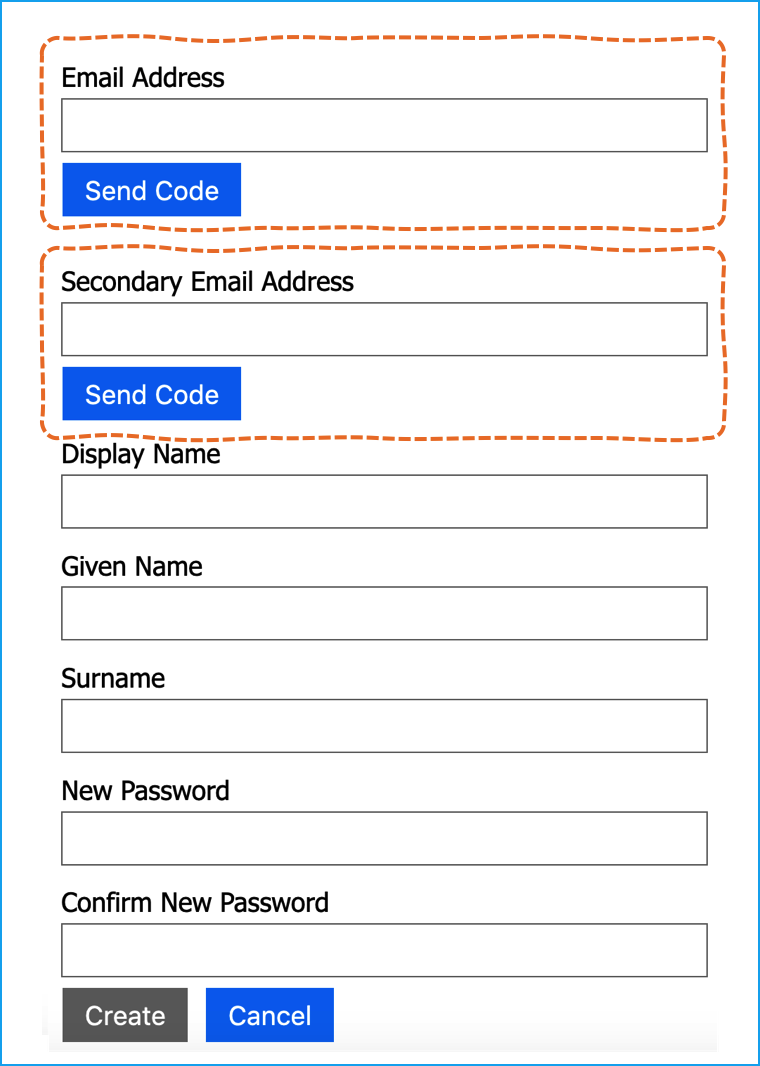 Email Address
Send Code
Secondary Email Address
Send Code
Display Name
Given Name
Surname
New Password
Confirm New Password
Create Cancel